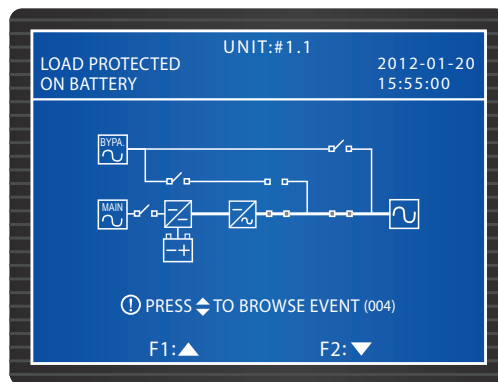 UNIT:#1.1
LOAD PROTECTED
ON BATTERY
2012-01-20
15:55:00
BYPA.
MAIN
PRESS TO BROWSE EVENT (004)
F1:
F2: